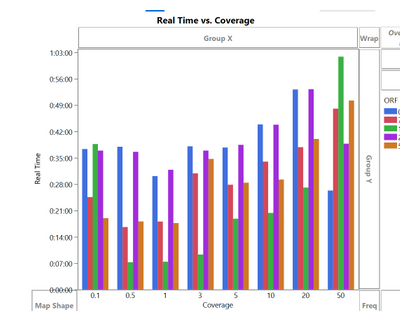 Real Time vs. Coverage
Group X
Wrap
1:03:00
0:56:00
0:49:00
0:42:00
0:35:00
0:28:00
0:21:00
0:14:00
0:07:00
0:00:00
Real Time
Group Y
ORF
0.1 0.5 1 3 5 10 20 50
Map Shape
Coverage
Freq